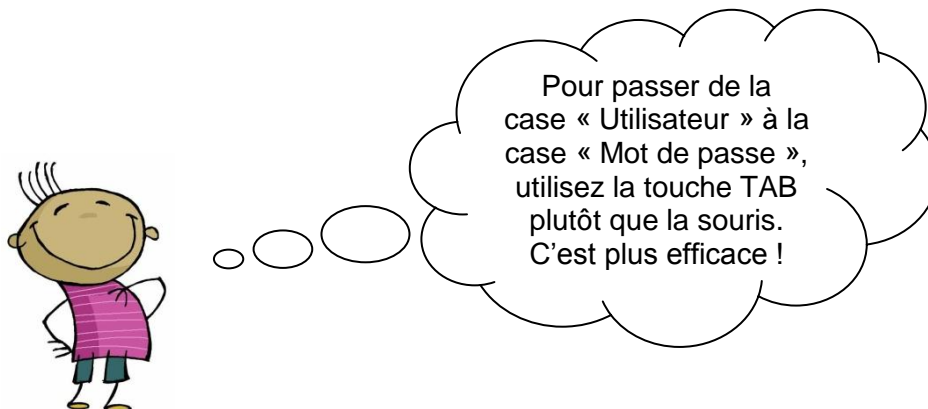 Pour passer de la
case « Utilisateur » à la
case « Mot de passe »,
utilisez la touche TAB
plutôt que la souris.
C’est plus efficace !